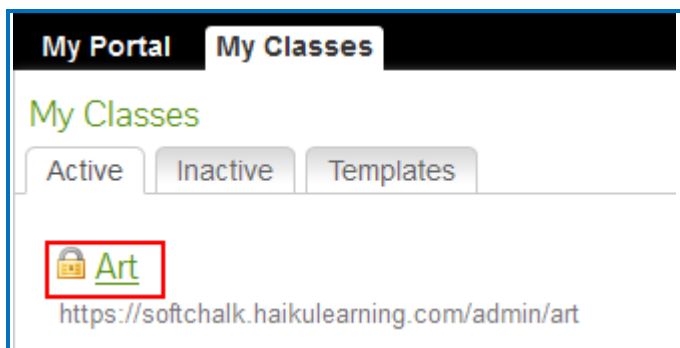 My Portal My Classes
My Classes
Active Inactive Templates
Art
https://softchalk.haikulearning.com/admin/art